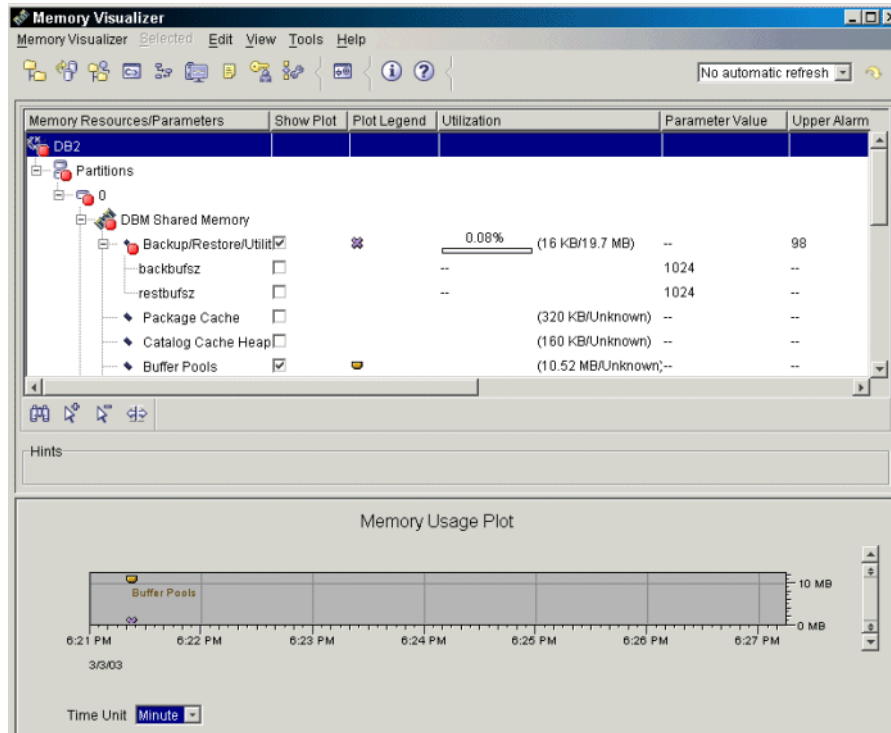 Memory Visualizer
Memory Visualizer Selected Edit View Tools Help
No automatic refresh
Memory Resources/Parameters Show Plot Plot Legend Utilization Parameter Value Upper Alarm
DB2
Partitions
0
DBM Shared Memory
Backup/Restore/Utilit 0.08% (16 KB/19.7 MB) -- 98
backbufsz -- 1024 --
restbufsz -- 1024 --
Package Cache (320 KB/Unknown) -- --
Catalog Cache Heap (160 KB/Unknown) -- --
Buffer Pools (10.52 MB/Unknown) -- --
Hints
Memory Usage Plot
Buffer Pools
10 MB
0 MB
6:21 PM 6:22 PM 6:23 PM 6:24 PM 6:25 PM 6:26 PM 6:27 PM
3/3/03
Time Unit Minute